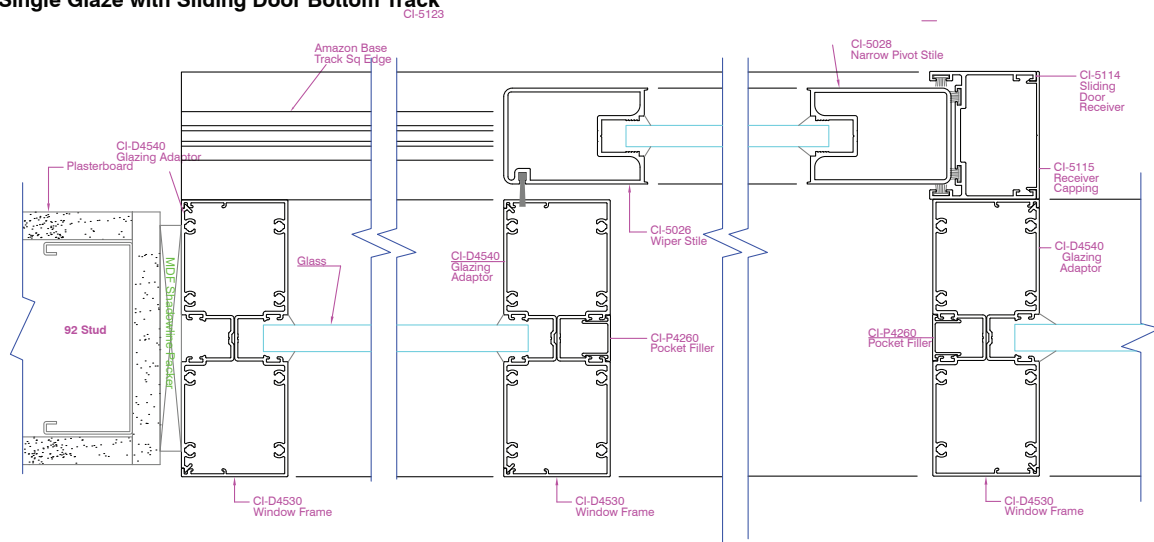 Single Glaze with Sliding Door Bottom Track
CI-5123
Amazon Base
Track Sq Edge
CI-5028
Narrow Pivot Stile
CI-5114
Sliding
Door
Receiver
CI-D4540
Glazing Adaptor
Plasterboard
CI-5115
Receiver
Capping
CI-5026
Wiper Stile
CI-D4540
Glazing
Adaptor
Glass
CI-D4540
Glazing
Adaptor
MDF Shadowline Packer
92 Stud
CI-P4260
Pocket Filler
CI-P4260
Pocket Filler
CI-D4530
Window Frame
CI-D4530
Window Frame
CI-D4530
Window Frame